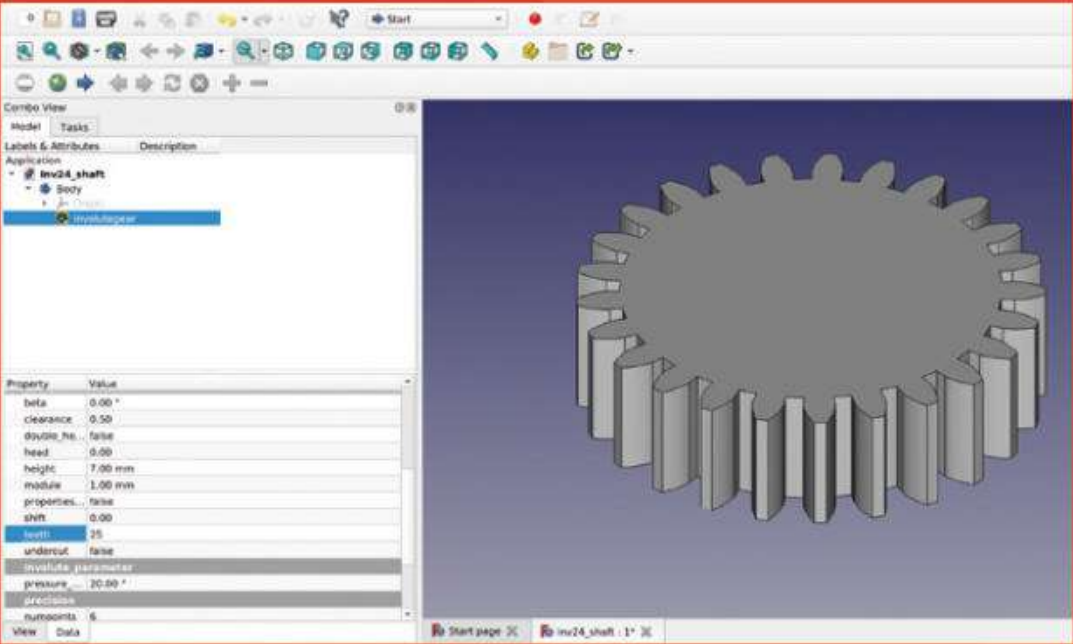 Start
Combo View
Model Tasks
Labels & Attributes Description
Application
Inv24_shaft
Body
Origin
involutegear
Property Value
beta 0.00 °
clearance 0.50
double_he... false
head 0.00
height 7.00 mm
module 1.00 mm
properties... false
shift 0.00
teeth 25
undercut false
involute_parameter
pressure_... 20.00 °
precision
numpoints 6
View Data
Start page
inv24_shaft : 1*